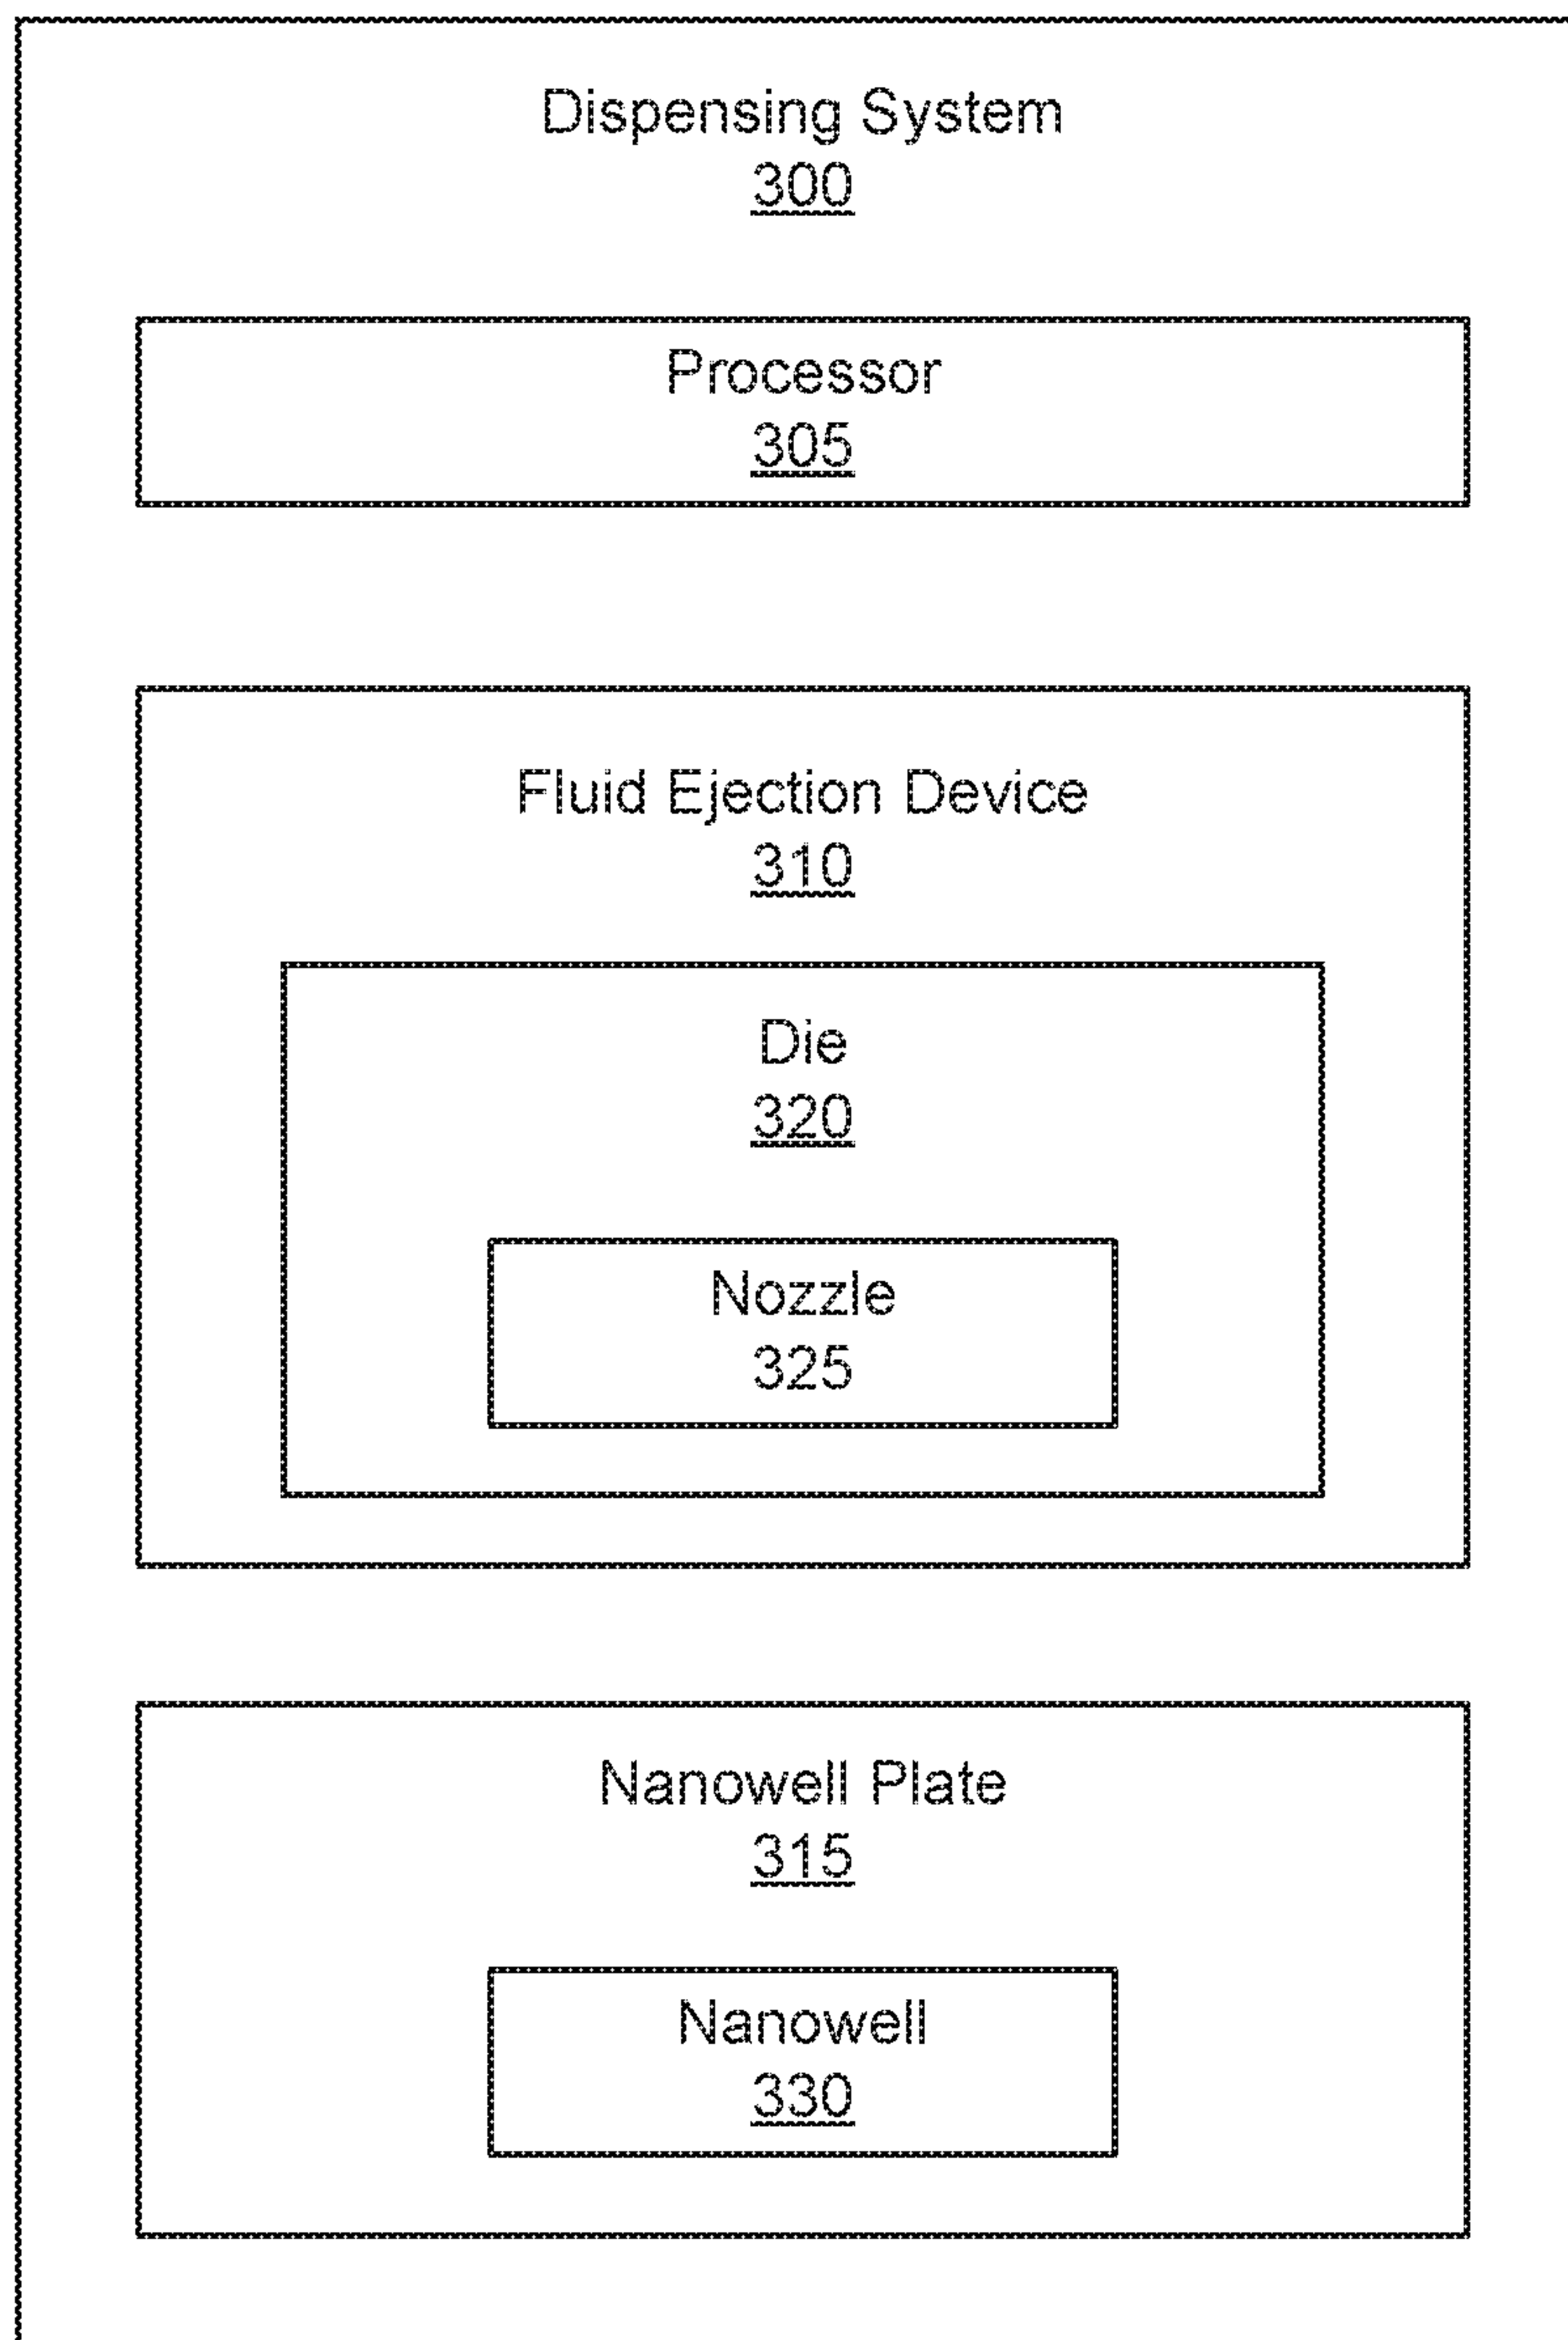 Dispensing System
300
Processor
305
Fluid Ejection Device
310
Die
320
Nozzle
325
Nanowell Plate
315
Nanowell
330